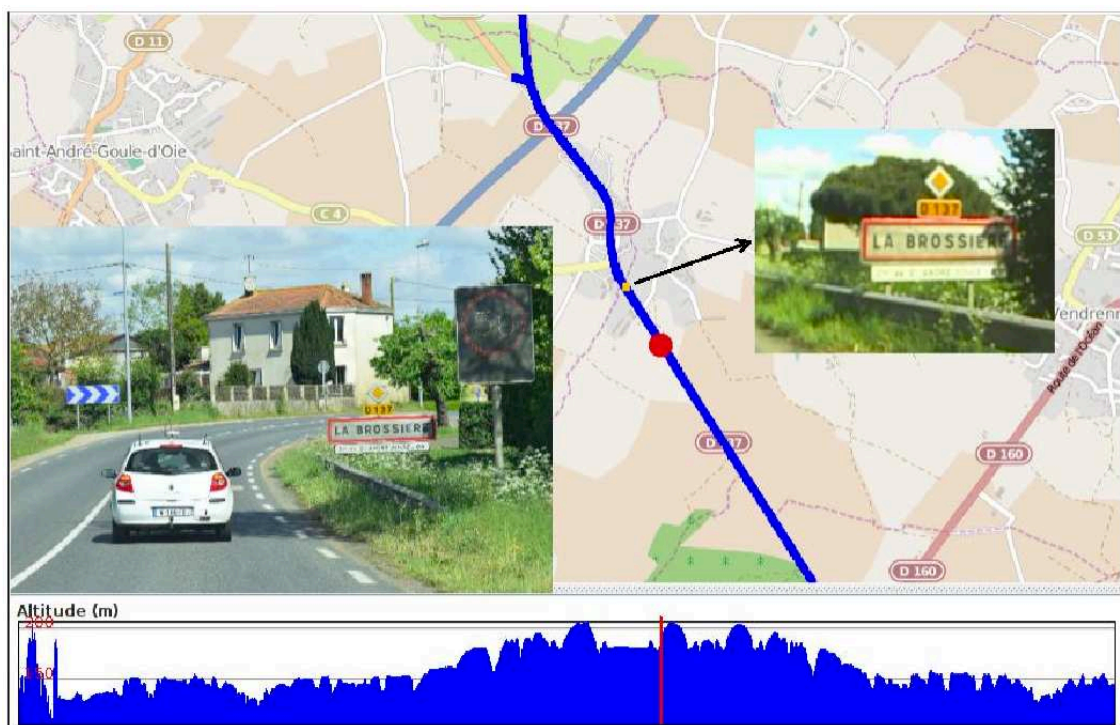 D 11
aint-André-Goule-d'Oie
C 4
D 137
D 137
D 137
D 137
LA BROSSIERE
D 137
LA BROSSIERE
D 53
Vendrenn
Route de l'Océan
D 160
D 160
Altitude (m)
200
150